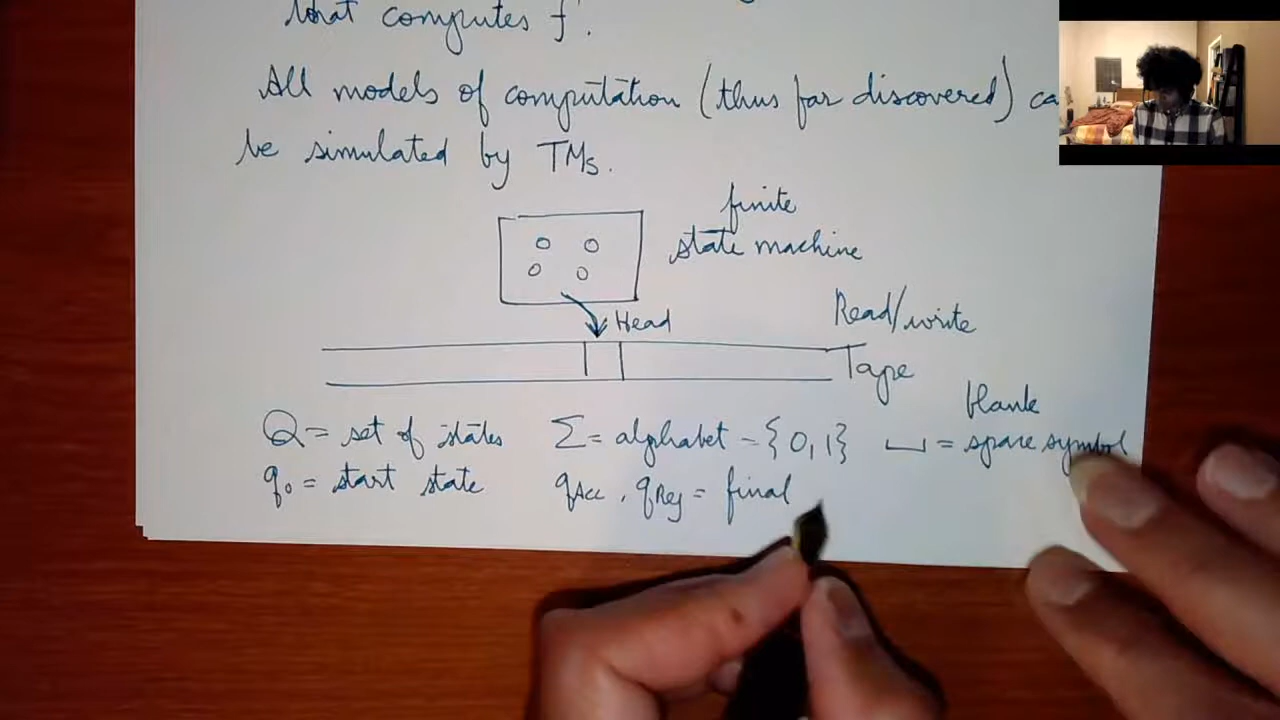 that computes f.
All models of computation (thus far discovered) ca
be simulated by TMs.
finite
state machine
Head
Read/write
Tape
Q = set of states Σ = alphabet - {0,1} ⊔ = spare symbol
blank
q₀ = start state qAcc, qRej = final